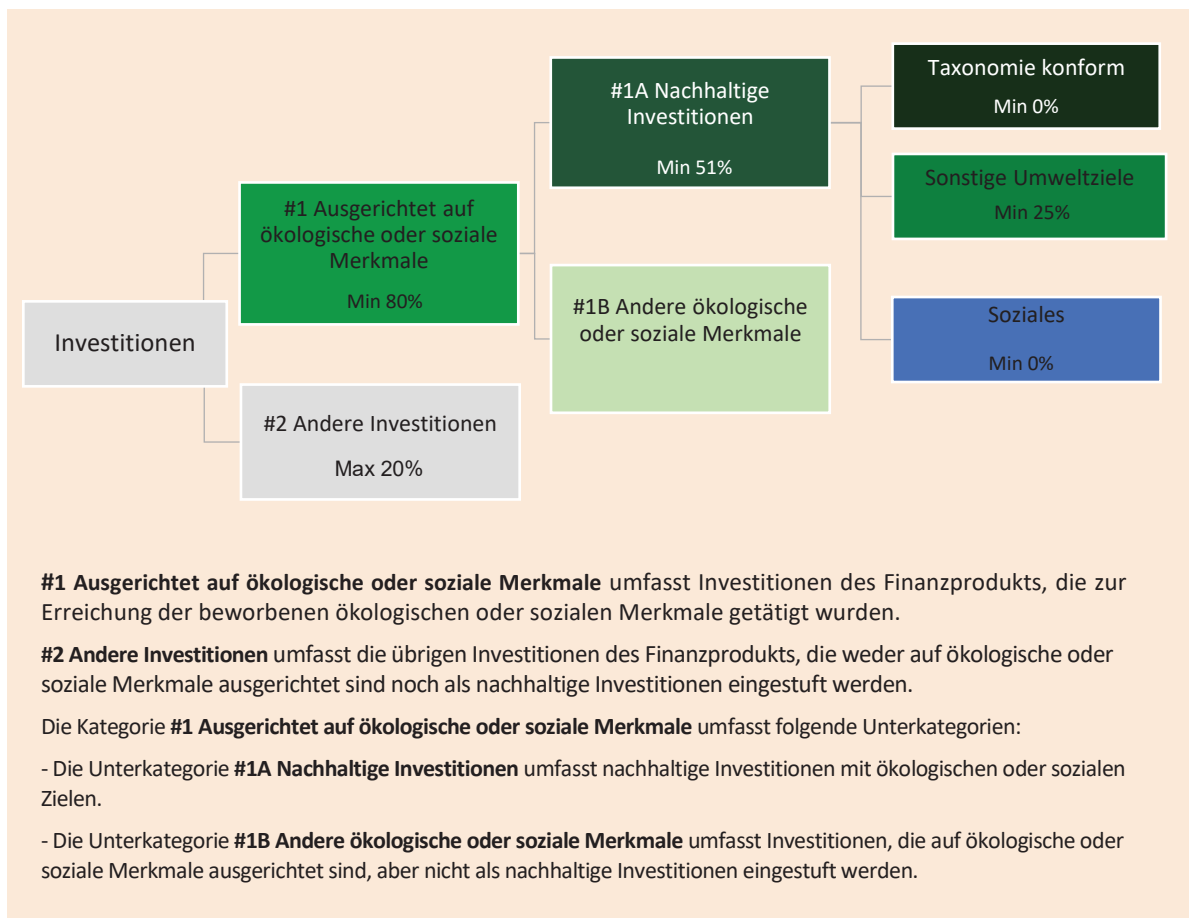 Investitionen
#1 Ausgerichtet auf
ökologische oder soziale
Merkmale
Min 80%
#2 Andere Investitionen
Max 20%
#1A Nachhaltige
Investitionen
Min 51%
#1B Andere ökologische
oder soziale Merkmale
Taxonomie konform
Min 0%
Sonstige Umweltziele
Min 25%
Soziales
Min 0%
#1 Ausgerichtet auf ökologische oder soziale Merkmale umfasst Investitionen des Finanzprodukts, die zur
Erreichung der beworbenen ökologischen oder sozialen Merkmale getätigt wurden.
#2 Andere Investitionen umfasst die übrigen Investitionen des Finanzprodukts, die weder auf ökologische oder
soziale Merkmale ausgerichtet sind noch als nachhaltige Investitionen eingestuft werden.
Die Kategorie #1 Ausgerichtet auf ökologische oder soziale Merkmale umfasst folgende Unterkategorien:
- Die Unterkategorie #1A Nachhaltige Investitionen umfasst nachhaltige Investitionen mit ökologischen oder sozialen
Zielen.
- Die Unterkategorie #1B Andere ökologische oder soziale Merkmale umfasst Investitionen, die auf ökologische oder
soziale Merkmale ausgerichtet sind, aber nicht als nachhaltige Investitionen eingestuft werden.